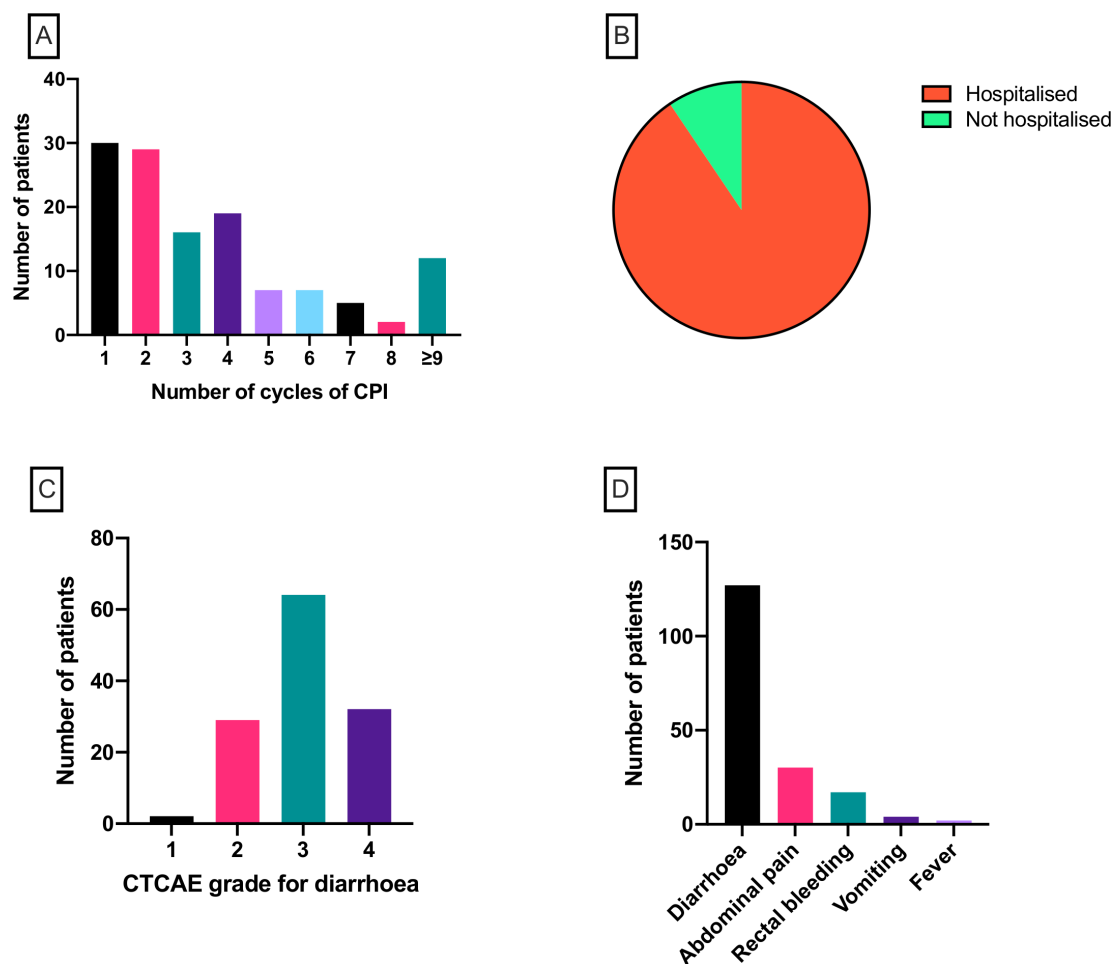 A
Number of patients
40
30
20
10
0
1 2 3 4 5 6 7 8 ≥9
Number of cycles of CPI
B
Hospitalised
Not hospitalised
C
Number of patients
80
60
40
20
0
1 2 3 4
CTCAE grade for diarrhoea
D
Number of patients
150
100
50
0
Diarrhoea
Abdominal pain
Rectal bleeding
Vomiting
Fever